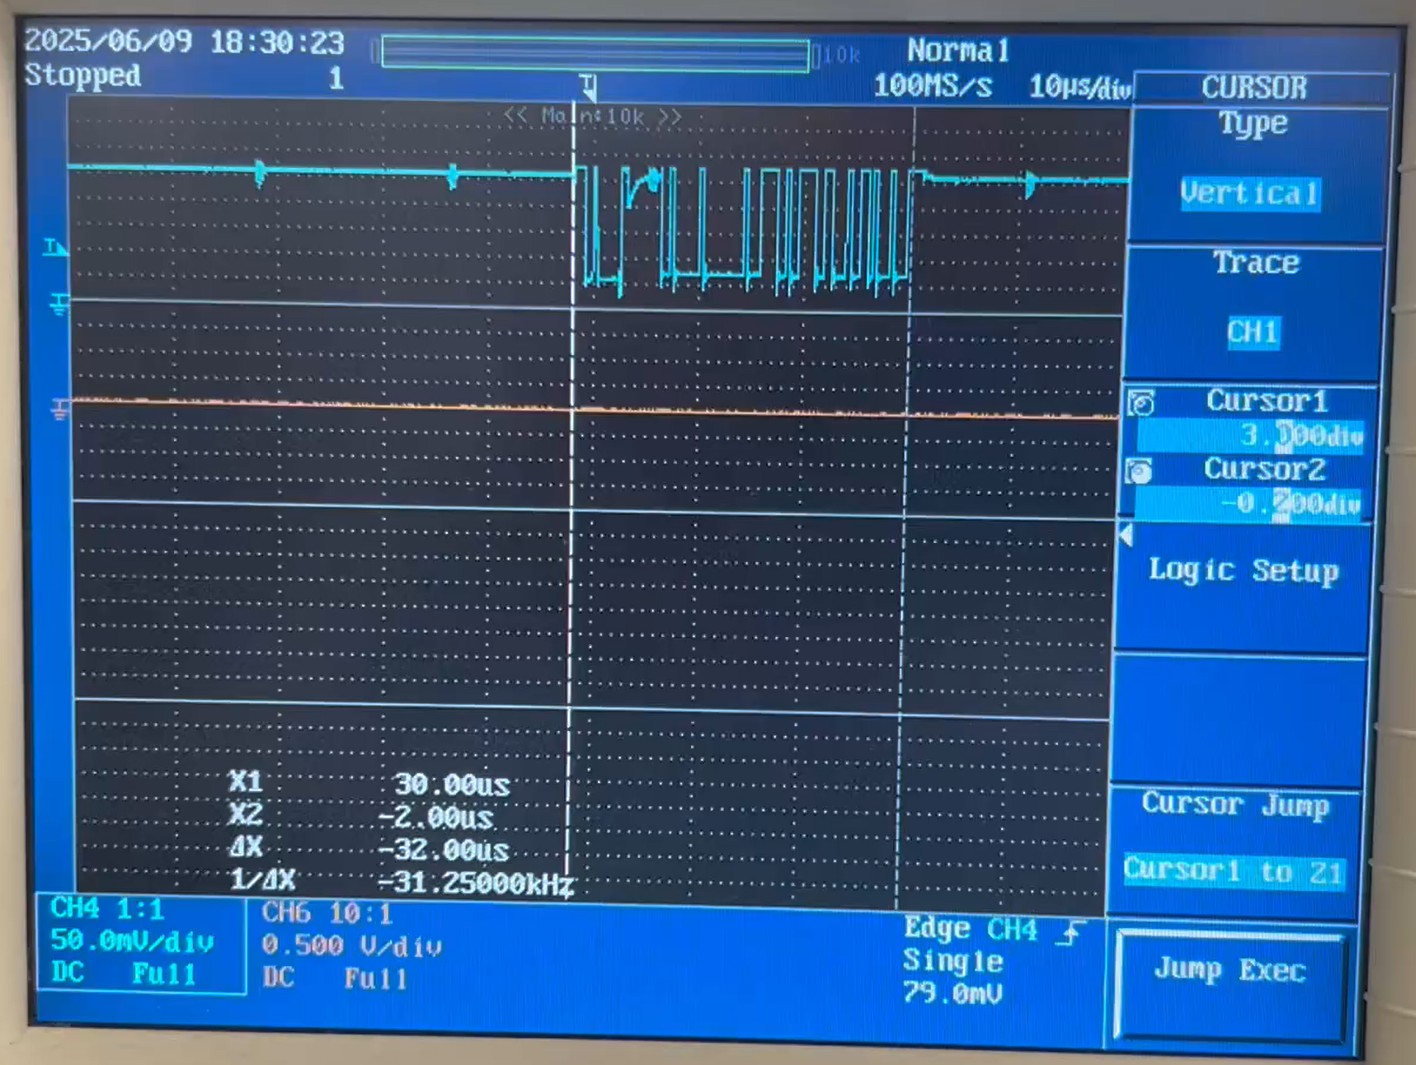 2025/06/09 18:30:23
Stopped 1
10k
Normal
100MS/s 10µs/div
<< Main:10k >>
CURSOR
Type
Vertical
Trace
CH1
Cursor1
3.000div
Cursor2
-0.200div
Logic Setup
Cursor Jump
Cursor1 to Z1
Jump Exec
X1 30.00us
X2 -2.00us
ΔX -32.00us
1/ΔX -31.25000kHz
CH4 1:1
50.0mV/div
DC Full
CH6 10:1
0.500 V/div
DC Full
Edge CH4
Single
79.0mV